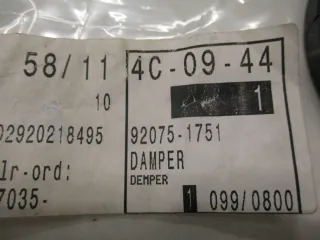 58/11 4C-09-44
10 1
02920218495 92075-1751
DAMPER
lr-ord: DEMPER
7035- 1 099/0800